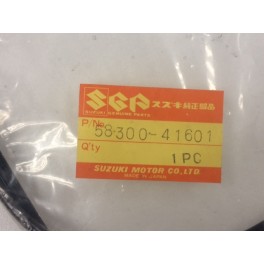 SGP スズキ純正部品
SUZUKI GENUINE PARTS
P/No. 58300-41601
Q'ty 1PC
SUZUKI MOTOR CO.,LTD
MADE IN JAPAN